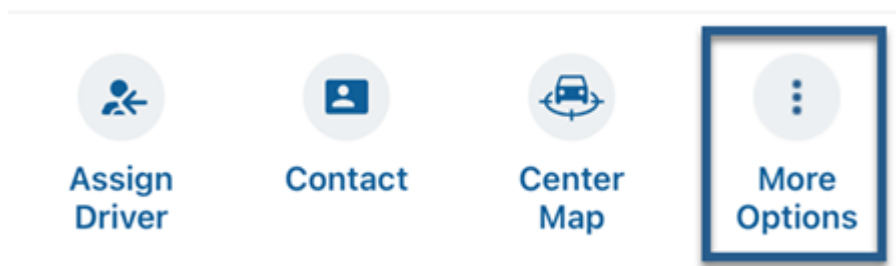 Assign
Driver
Contact
Center
Map
More
Options